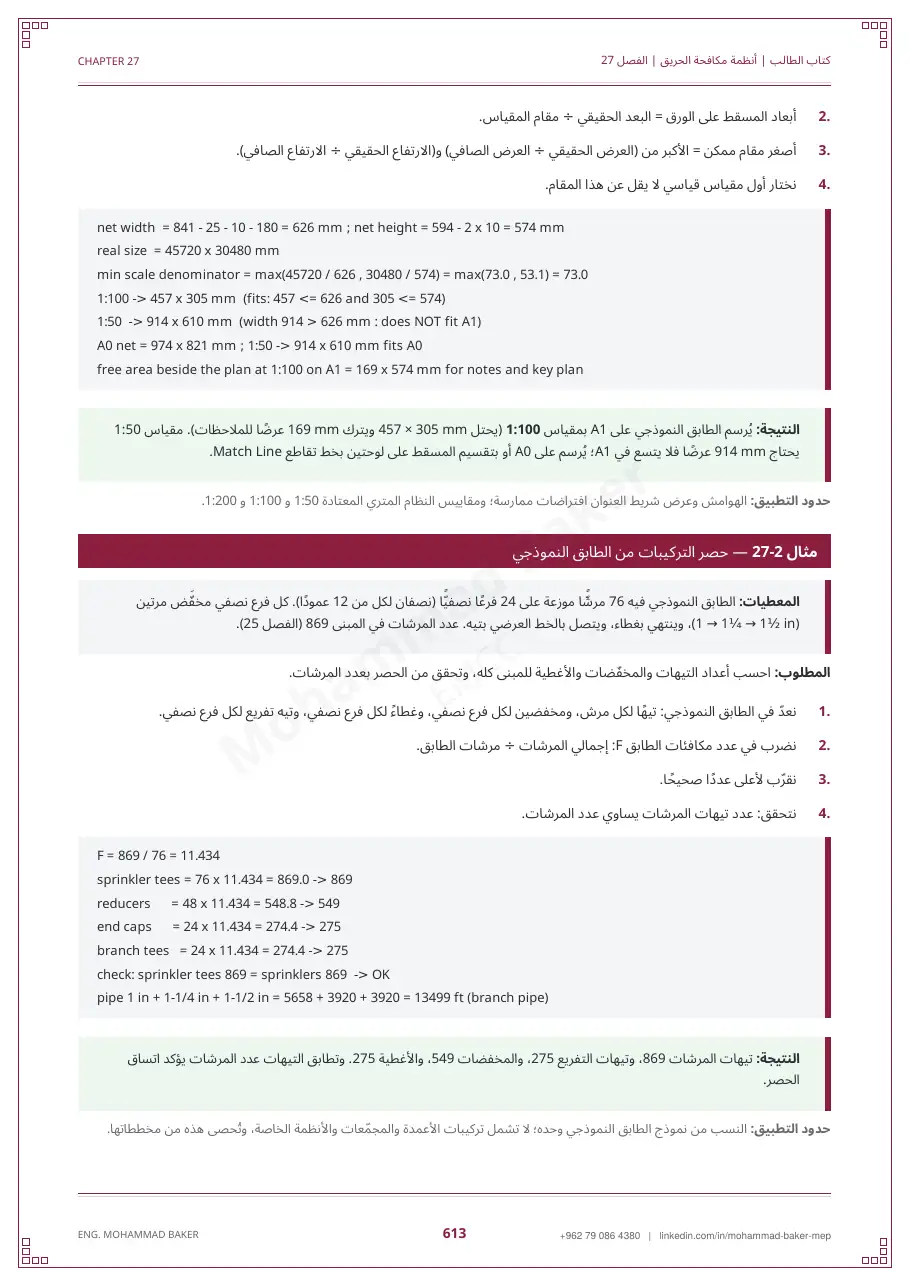 كتاب الطالب | أنظمة مكافحة الحريق | الفصل 27
CHAPTER 27
2. أبعاد المسقط على الورق = البعد الحقيقي ÷ مقام المقياس.
3. أصغر مقام ممكن = الأكبر من (العرض الحقيقي ÷ العرض الصافي) و(الارتفاع الحقيقي ÷ الارتفاع الصافي).
4. نختار أول مقياس قياسي لا يقل عن هذا المقام.
net width = 841 - 25 - 10 - 180 = 626 mm ; net height = 594 - 2 x 10 = 574 mm
real size = 45720 x 30480 mm
min scale denominator = max(45720 / 626 , 30480 / 574) = max(73.0 , 53.1) = 73.0
1:100 -> 457 x 305 mm (fits: 457 <= 626 and 305 <= 574)
1:50 -> 914 x 610 mm (width 914 > 626 mm : does NOT fit A1)
A0 net = 974 x 821 mm ; 1:50 -> 914 x 610 mm fits A0
free area beside the plan at 1:100 on A1 = 169 x 574 mm for notes and key plan
النتيجة: يُرسم الطابق النموذجي على A1 بمقياس 1:100 (يحتل 457 × 305 mm ويترك 169 mm عرضًا للملاحظات). مقياس 1:50
يحتاج 914 mm عرضًا فلا يتسع في A1؛ يُرسم على A0 أو بتقسيم المسقط على لوحتين بخط تقاطع Match Line.
حدود التطبيق: الهوامش وعرض شريط العنوان افتراضات ممارسة؛ ومقاييس النظام المتري المعتادة 1:50 و 1:100 و 1:200.
مثال 2-27 — حصر التركيبات من الطابق النموذجي
المعطيات: الطابق النموذجي فيه 76 مرشًّا موزعة على 24 فرعًا نصفيًّا (نصفان لكل من 12 عمودًا). كل فرع نصفي مخفَّض مرتين
(1 → 1¼ → 1½ in)، وينتهي بغطاء، ويتصل بالخط العرضي بتيه. عدد المرشات في المبنى 869 (الفصل 25).
المطلوب: احسب أعداد التيهات والمخفّضات والأغطية للمبنى كله، وتحقق من الحصر بعدد المرشات.
1. نعدّ في الطابق النموذجي: تيهًا لكل مرش، ومخفضين لكل فرع نصفي، وغطاءً لكل فرع نصفي، وتيه تفريع لكل فرع نصفي.
2. نضرب في عدد مكافئات الطابق F: إجمالي المرشات ÷ مرشات الطابق.
3. نقرّب لأعلى عددًا صحيحًا.
4. نتحقق: عدد تيهات المرشات يساوي عدد المرشات.
F = 869 / 76 = 11.434
sprinkler tees = 76 x 11.434 = 869.0 -> 869
reducers = 48 x 11.434 = 548.8 -> 549
end caps = 24 x 11.434 = 274.4 -> 275
branch tees = 24 x 11.434 = 274.4 -> 275
check: sprinkler tees 869 = sprinklers 869 -> OK
pipe 1 in + 1-1/4 in + 1-1/2 in = 5658 + 3920 + 3920 = 13499 ft (branch pipe)
النتيجة: تيهات المرشات 869، وتيهات التفريع 275، والمخفضات 549، والأغطية 275. وتطابق التيهات عدد المرشات يؤكد اتساق
الحصر.
حدود التطبيق: النسب من نموذج الطابق النموذجي وحده؛ لا تشمل تركيبات الأعمدة والمجمّعات والأنظمة الخاصة، وتُحصى هذه من مخططاتها.
ENG. MOHAMMAD BAKER
613
+962 79 086 4380 | linkedin.com/in/mohammad-baker-mep